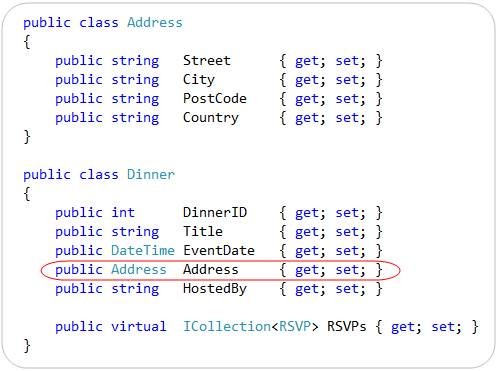 public class Address
{
    public string   Street      { get; set; }
    public string   City        { get; set; }
    public string   PostCode    { get; set; }
    public string   Country     { get; set; }
}
public class Dinner
{
    public int      DinnerID    { get; set; }
    public string   Title       { get; set; }
    public DateTime EventDate   { get; set; }
    public Address  Address     { get; set; }
    public string   HostedBy    { get; set; }
    public virtual  ICollection<RSVP> RSVPs { get; set; }
}